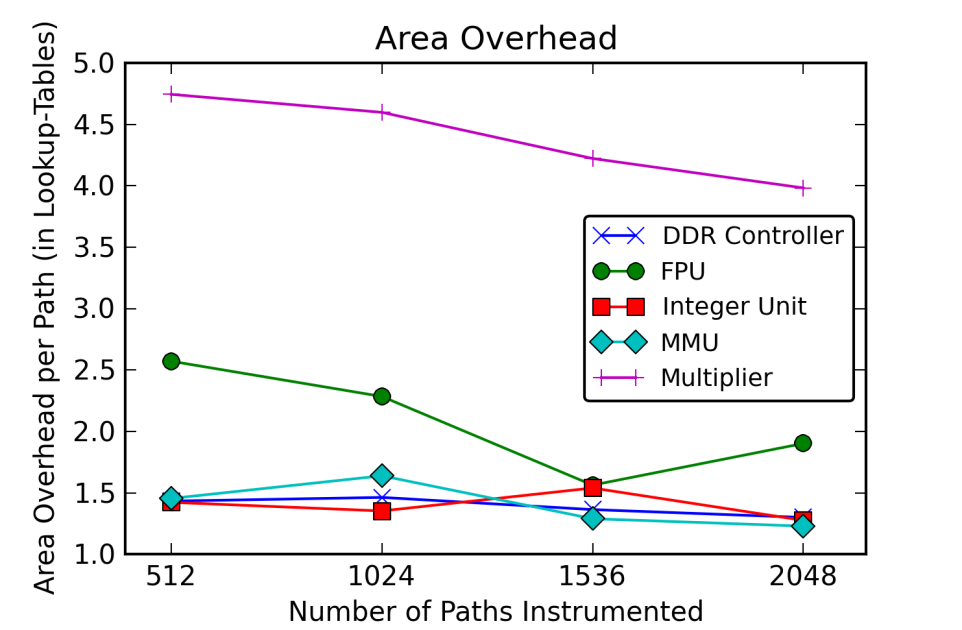 Area Overhead
Area Overhead per Path (in Lookup-Tables)
5.0
4.5
4.0
3.5
3.0
2.5
2.0
1.5
1.0
DDR Controller
FPU
Integer Unit
MMU
Multiplier
512 1024 1536 2048
Number of Paths Instrumented